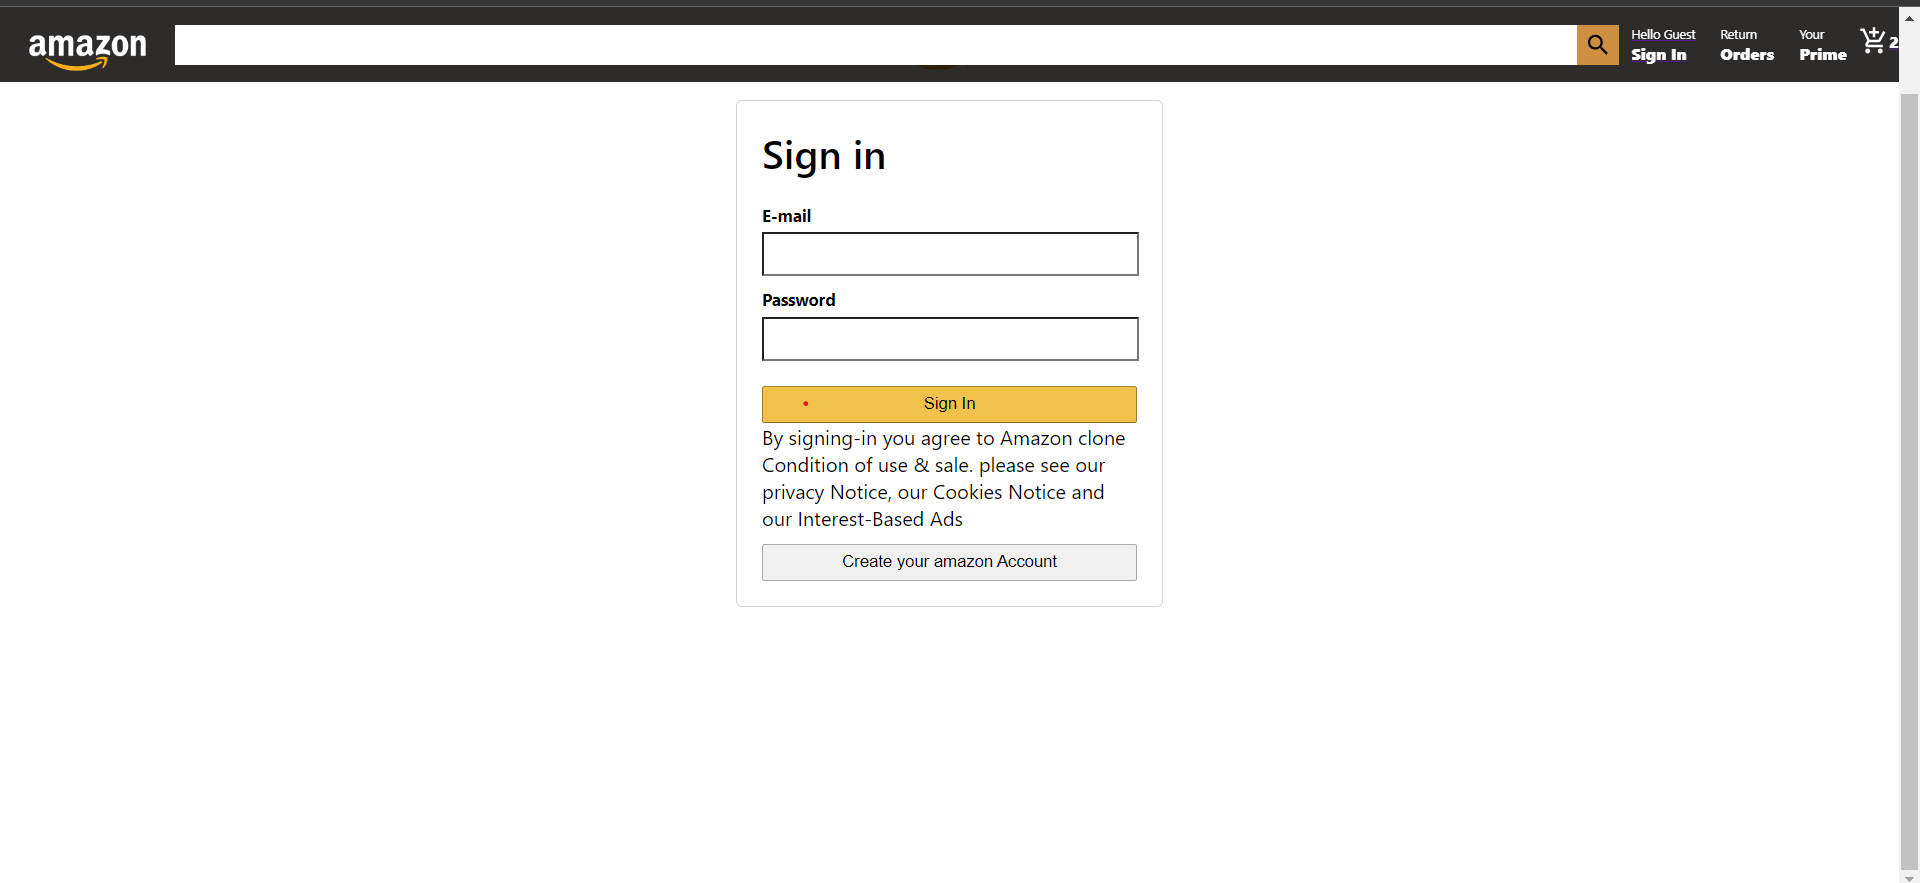 amazon
Hello Guest
Sign In
Return
Orders
Your
Prime
2
Sign in
E-mail
Password
Sign In
By signing-in you agree to Amazon clone
Condition of use & sale. please see our
privacy Notice, our Cookies Notice and
our Interest-Based Ads
Create your amazon Account